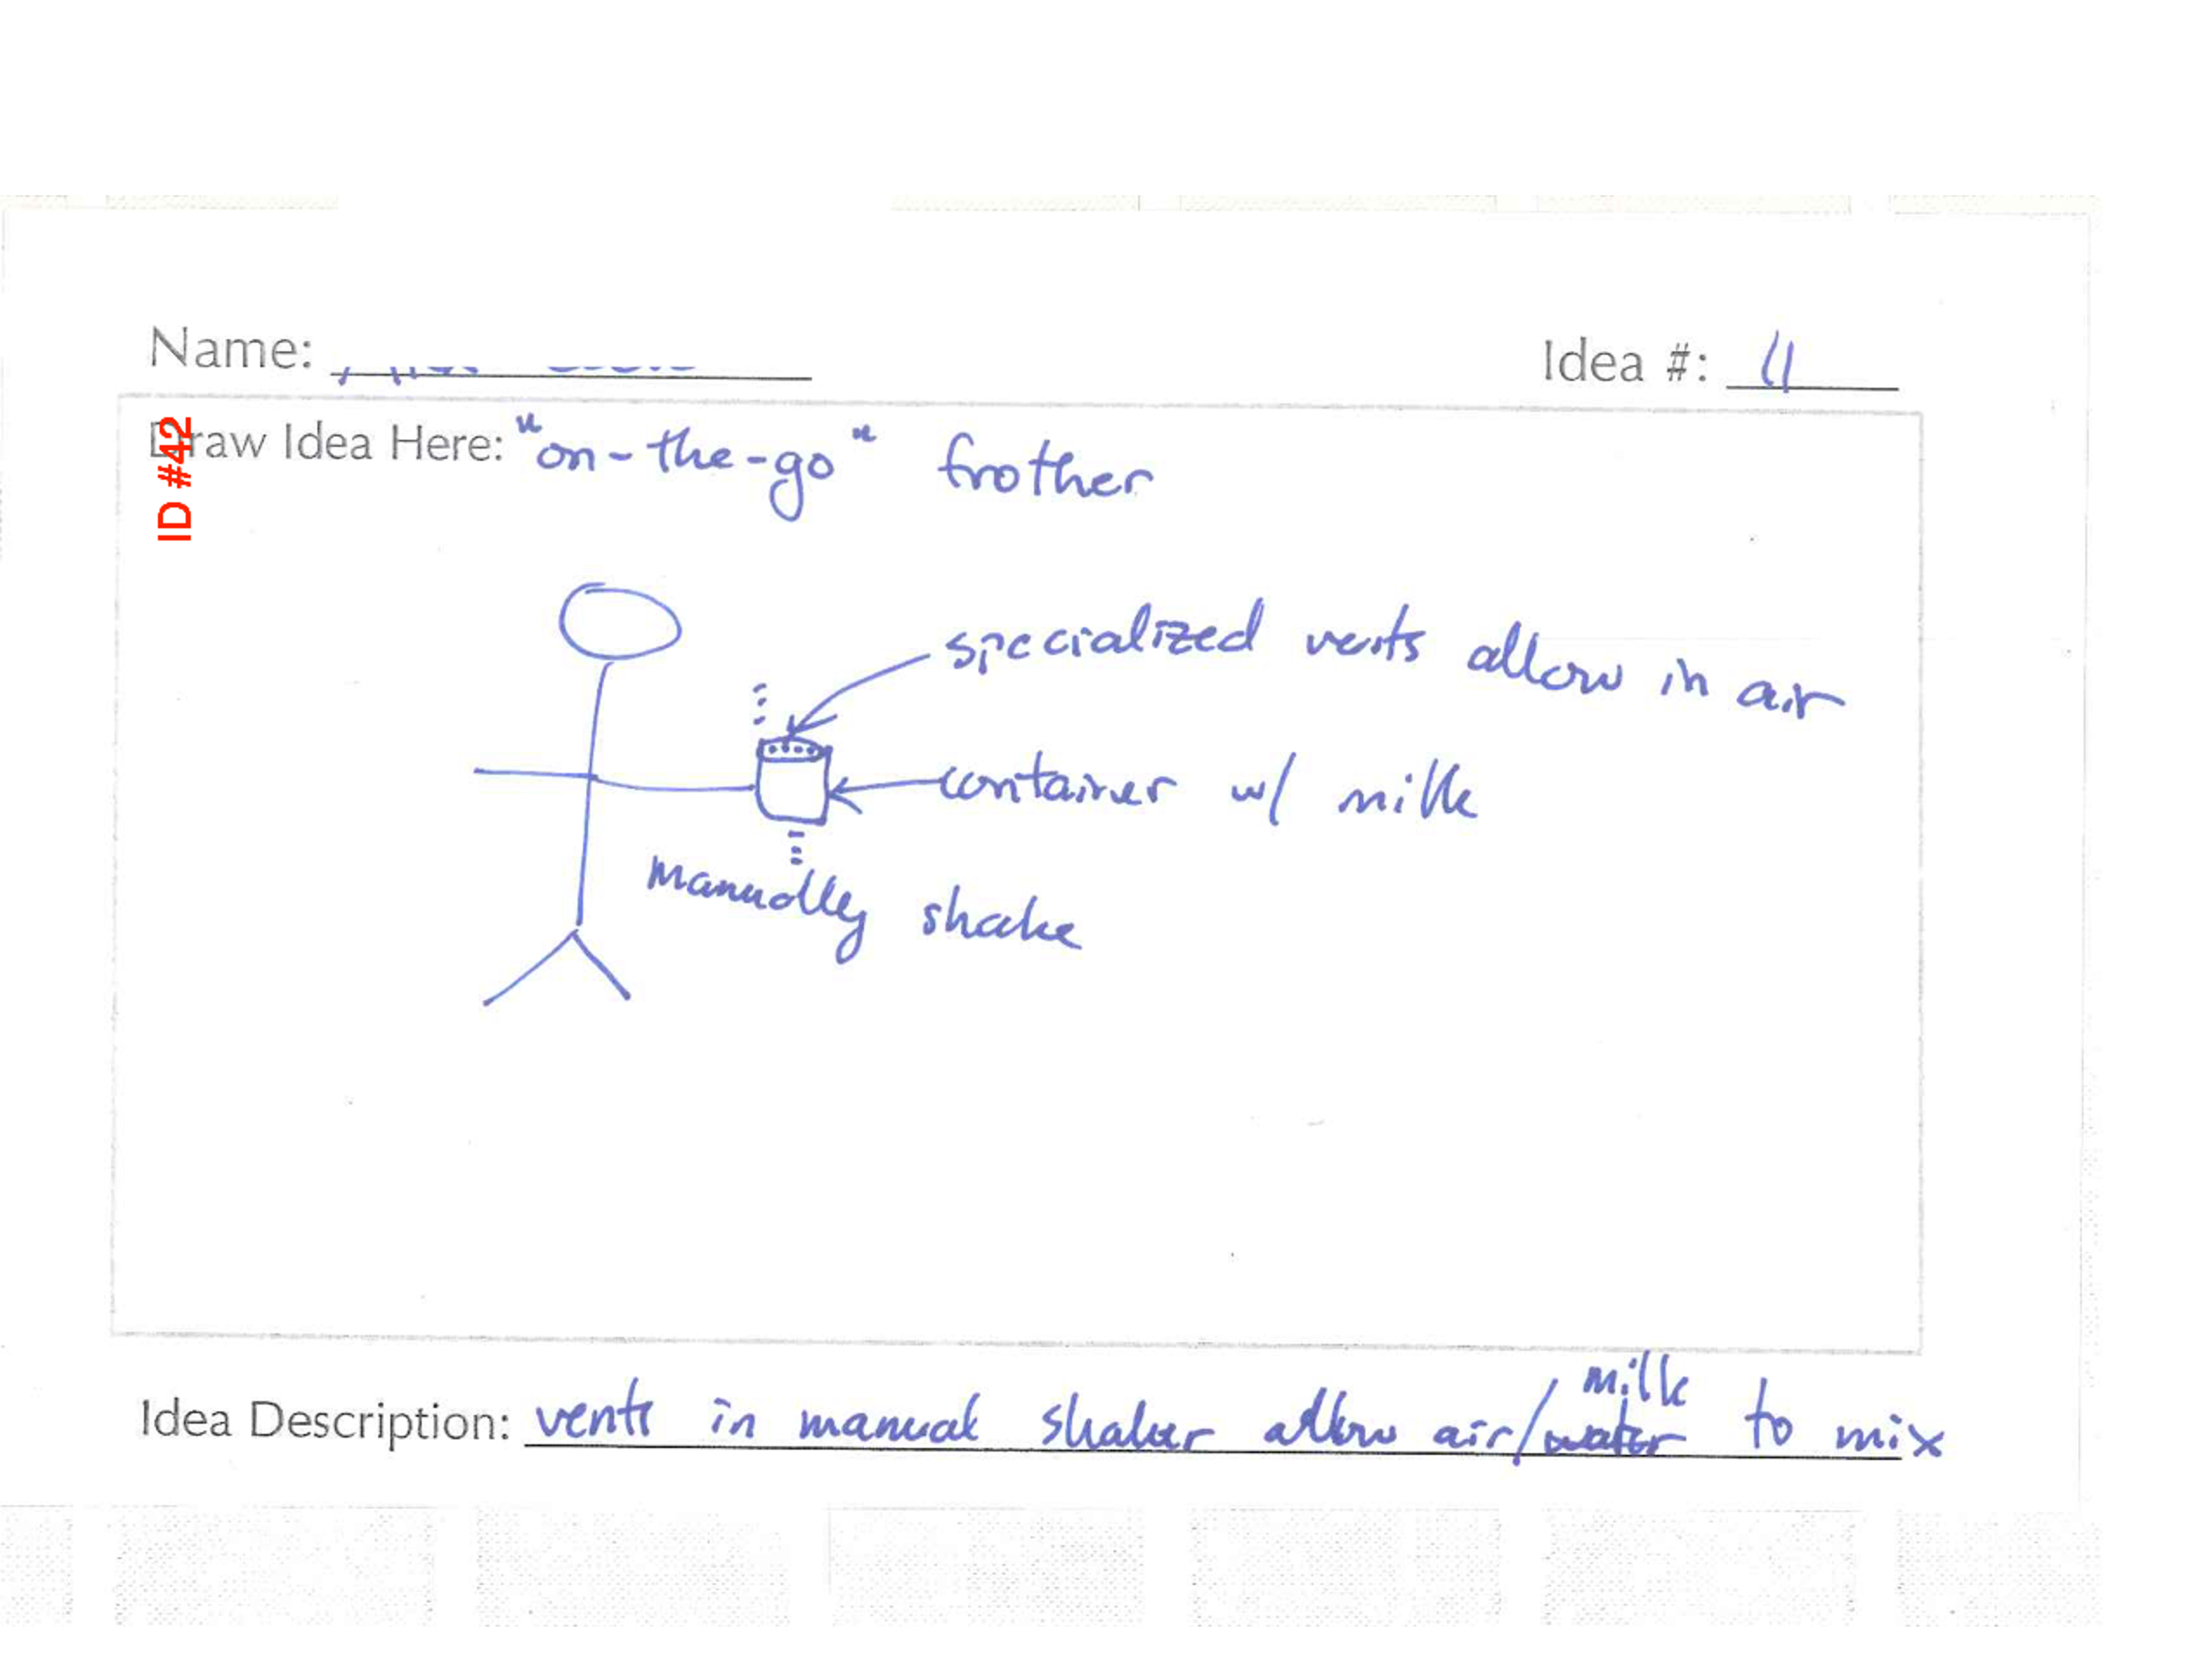 Name:
Idea #: 11
ID #42
Draw Idea Here: "on-the-go" frother
specialized vents allow in air
container w/ milk
manually shake
milk
Idea Description: vents in manual shaker allow air/water to mix